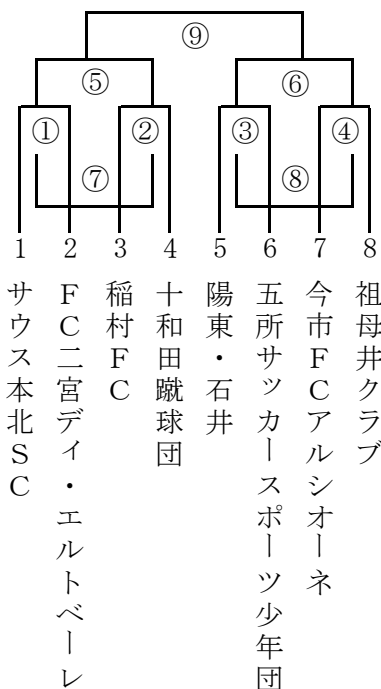 ⑨
⑤ ⑥
① ② ③ ④
⑦ ⑧
1 2 3 4 5 6 7 8
サウス本北SC
FC二宮ディ・エルトベーレ
稲村FC
十和田蹴球団
陽東・石井
五所サッカースポーツ少年団
今市FCアルシオーネ
祖母井クラブ